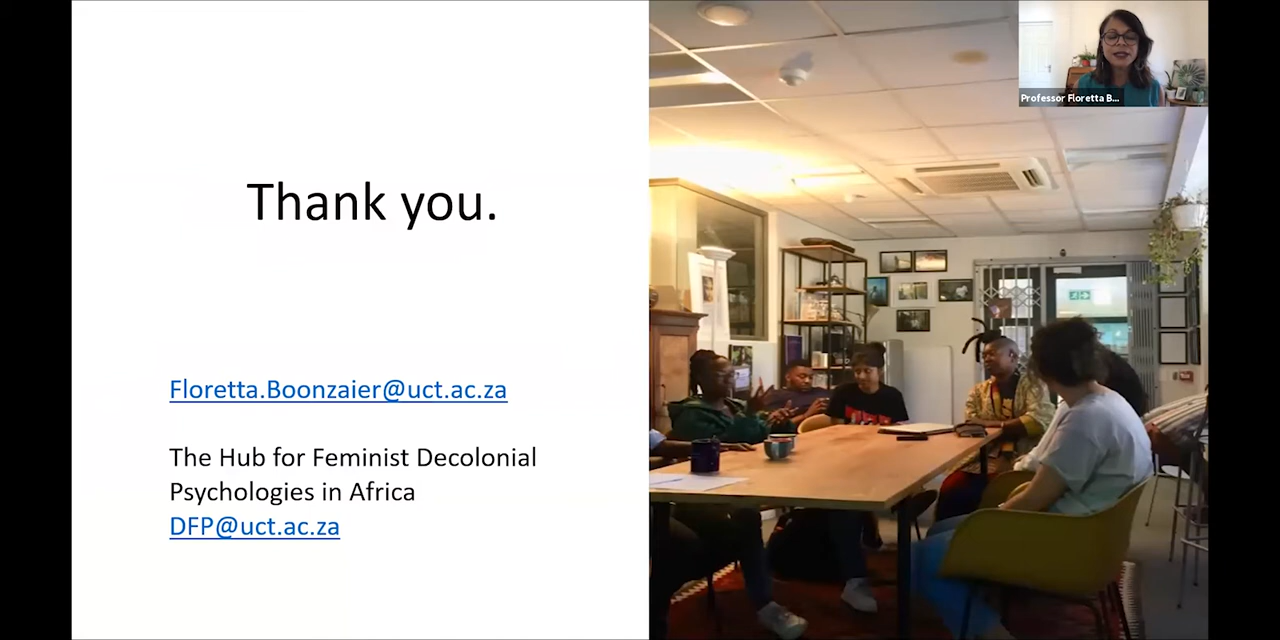 Thank you.
Floretta.Boonzaier@uct.ac.za
The Hub for Feminist Decolonial
Psychologies in Africa
DFP@uct.ac.za
Professor Floretta B...